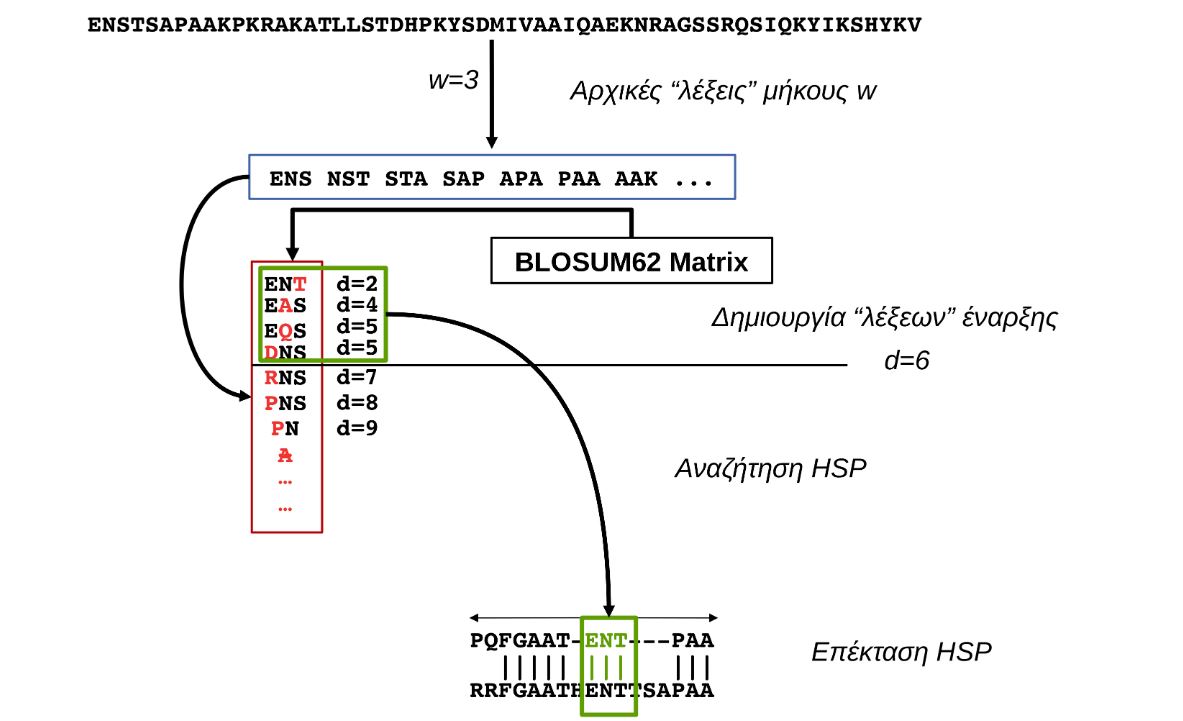 ENSTSAPAAKPKRAKATLLSTDHPKYSDMIVAAIQAEKNRAGSSRQSIQKYIKSHYKV
w=3
Αρχικές “λέξεις” μήκους w
ENS NST STA SAP APA PAA AAK ...
BLOSUM62 Matrix
ENT d=2
EAS d=4
EQS d=5
DNS d=5
Δημιουργία “λέξεων” έναρξης
d=6
RNS d=7
PNS d=8
PN d=9
A
…
…
Αναζήτηση HSP
PQFGAAT-ENT---PAA
Επέκταση HSP
RRFGAATHENTTSAPAA